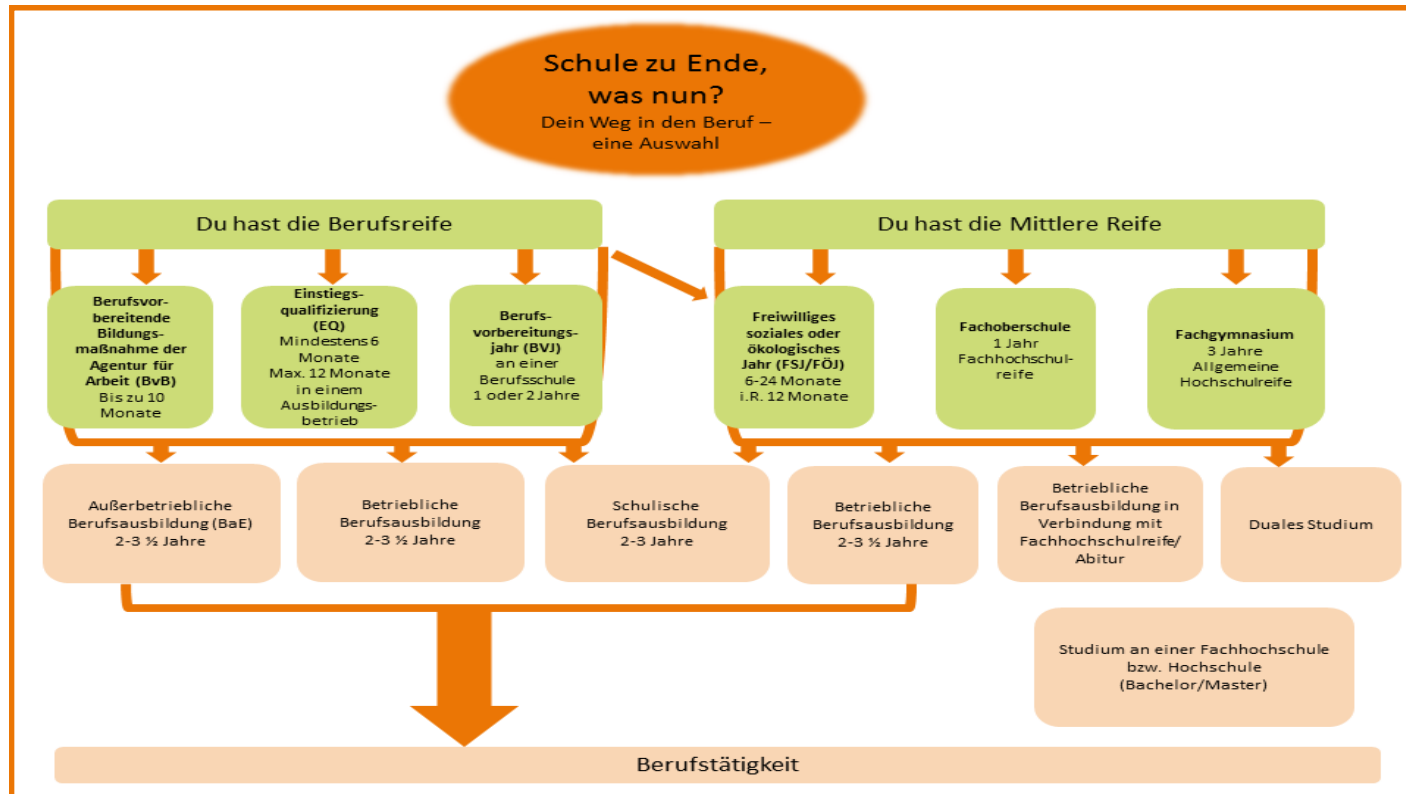 Schule zu Ende,
was nun?
Dein Weg in den Beruf –
eine Auswahl
Du hast die Berufsreife
Du hast die Mittlere Reife
Berufsvor-
bereitende
Bildungs-
maßnahme der
Agentur für
Arbeit (BvB)
Bis zu 10
Monate
Einstiegs-
qualifizierung
(EQ)
Mindestens 6
Monate
Max. 12 Monate
in einem
Ausbildungs-
betrieb
Berufs-
vorbereitungs-
jahr (BVJ)
an einer
Berufsschule
1 oder 2 Jahre
Freiwilliges
soziales oder
ökologisches
Jahr (FSJ/FÖJ)
6-24 Monate
i.R. 12 Monate
Fachoberschule
1 Jahr
Fachhochschul-
reife
Fachgymnasium
3 Jahre
Allgemeine
Hochschulreife
Außerbetriebliche
Berufsausbildung (BaE)
2-3 ½ Jahre
Betriebliche
Berufsausbildung
2-3 ½ Jahre
Schulische
Berufsausbildung
2-3 Jahre
Betriebliche
Berufsausbildung
2-3 ½ Jahre
Betriebliche
Berufsausbildung in
Verbindung mit
Fachhochschulreife/
Abitur
Duales Studium
Studium an einer Fachhochschule
bzw. Hochschule
(Bachelor/Master)
Berufstätigkeit